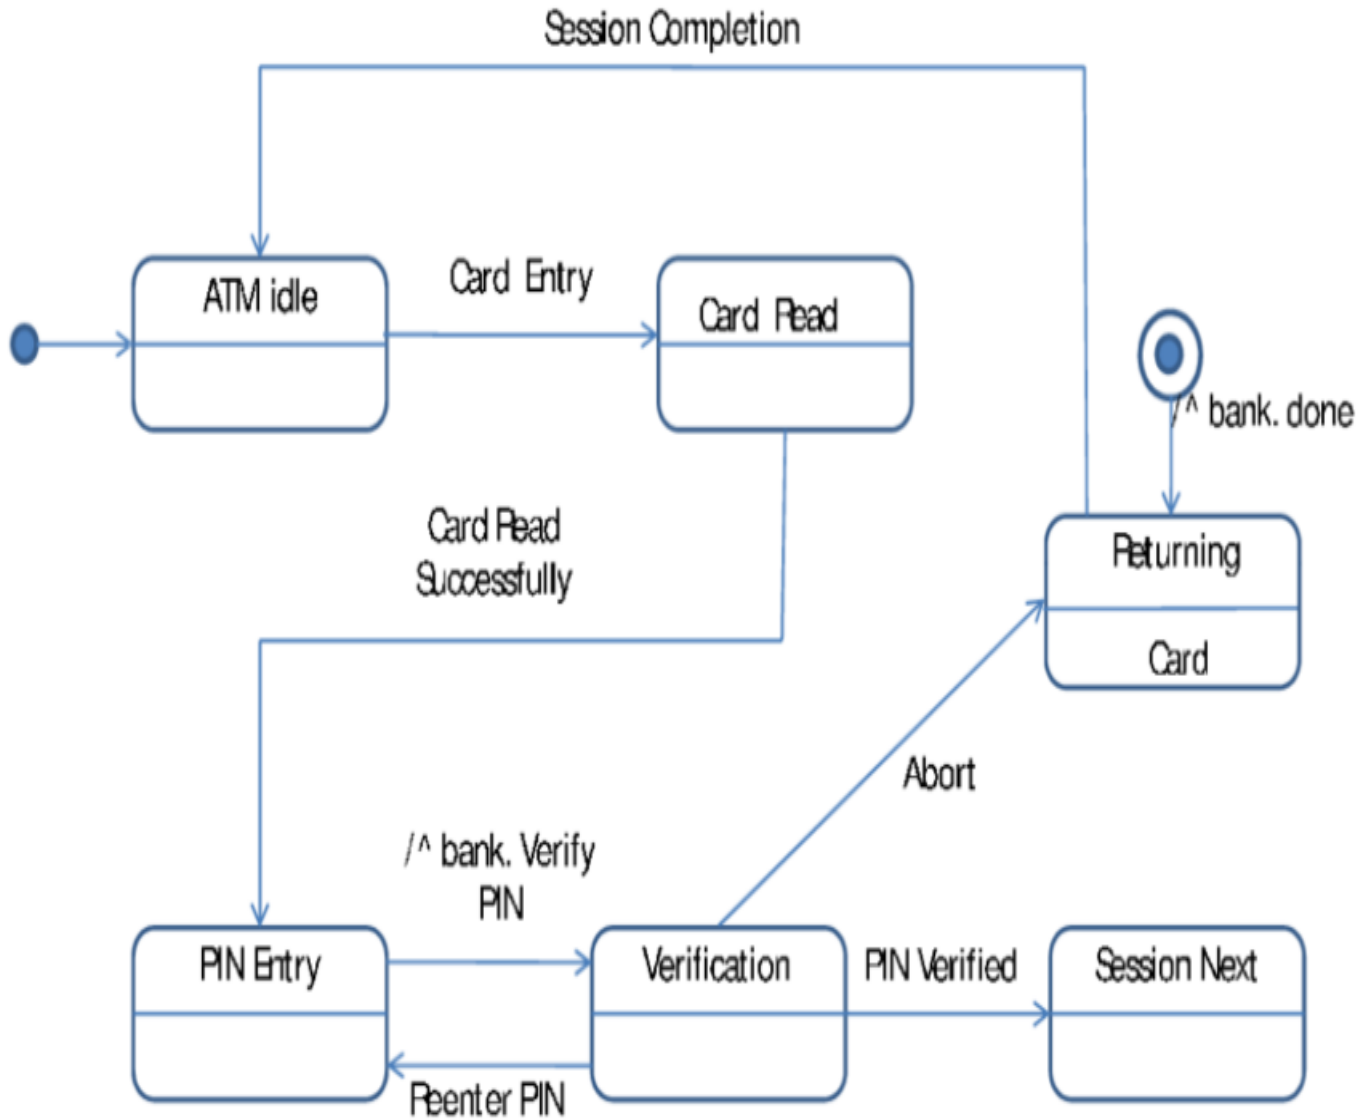 Session Completion
ATM idle
Card Entry
Card Read
/^ bank. done
Card Read
Successfully
Returning
Card
Abort
/^ bank. Verify
PIN
PIN Entry
Verification
PIN Verified
Session Next
Reenter PIN